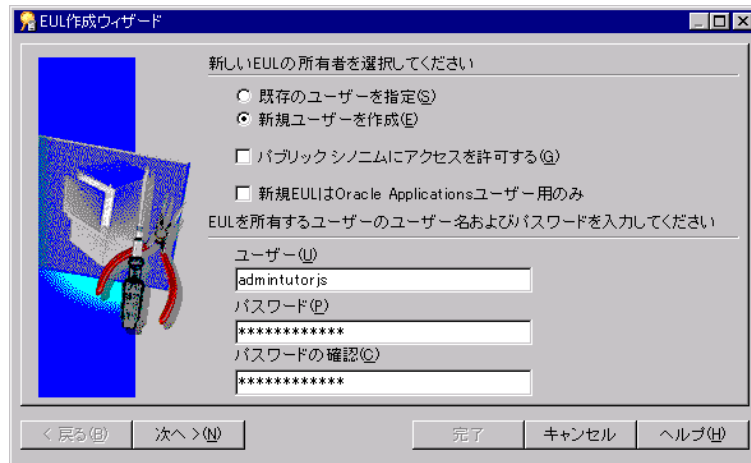 EUL作成ウィザード
新しいEULの所有者を選択してください
既存のユーザーを指定(S)
新規ユーザーを作成(E)
パブリック シノニムにアクセスを許可する(G)
新規EULはOracle Applicationsユーザー用のみ
EULを所有するユーザーのユーザー名およびパスワードを入力してください
ユーザー(U)
admintutorjs
パスワード(P)
************
パスワードの確認(C)
************
< 戻る(B) 次へ >(N) 完了 キャンセル ヘルプ(H)